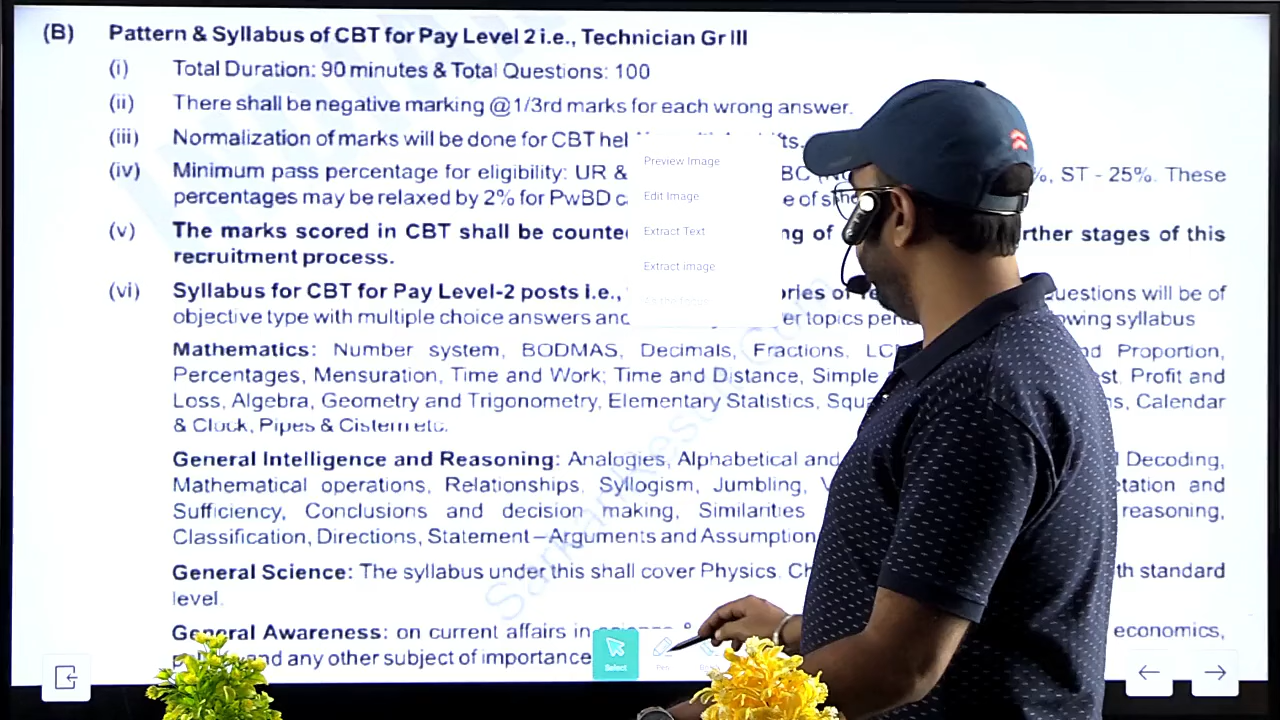 (B) Pattern & Syllabus of CBT for Pay Level 2 i.e., Technician Gr III
(i) Total Duration: 90 minutes & Total Questions: 100
(ii) There shall be negative marking @1/3rd marks for each wrong answer.
(iii) Normalization of marks will be done for CBT hel
(iv) Minimum pass percentage for eligibility: UR & %, ST - 25%. These
percentages may be relaxed by 2% for PwBD e of
(v) The marks scored in CBT shall be counte ng of rther stages of this
recruitment process.
(vi) Syllabus for CBT for Pay Level-2 posts i.e., ries of uestions will be of
objective type with multiple choice answers and er topics owing syllabus
Preview Image
Edit Image
Extract Text
Extract image
Mathematics: Number system, BODMAS, Decimals, Fractions, LC d Proportion,
Percentages, Mensuration, Time and Work; Time and Distance, Simple st, Profit and
Loss, Algebra, Geometry and Trigonometry, Elementary Statistics, Squa s, Calendar
& Clock, Pipes & Cistern etc.
General Intelligence and Reasoning: Analogies, Alphabetical and Decoding,
Mathematical operations, Relationships, Syllogism, Jumbling, tation and
Sufficiency, Conclusions and decision making, Similarities reasoning,
Classification, Directions, Statement – Arguments and Assumption
General Science: The syllabus under this shall cover Physics, Ch th standard
level.
General Awareness: on current affairs in economics,
and any other subject of importance
Select
Pen